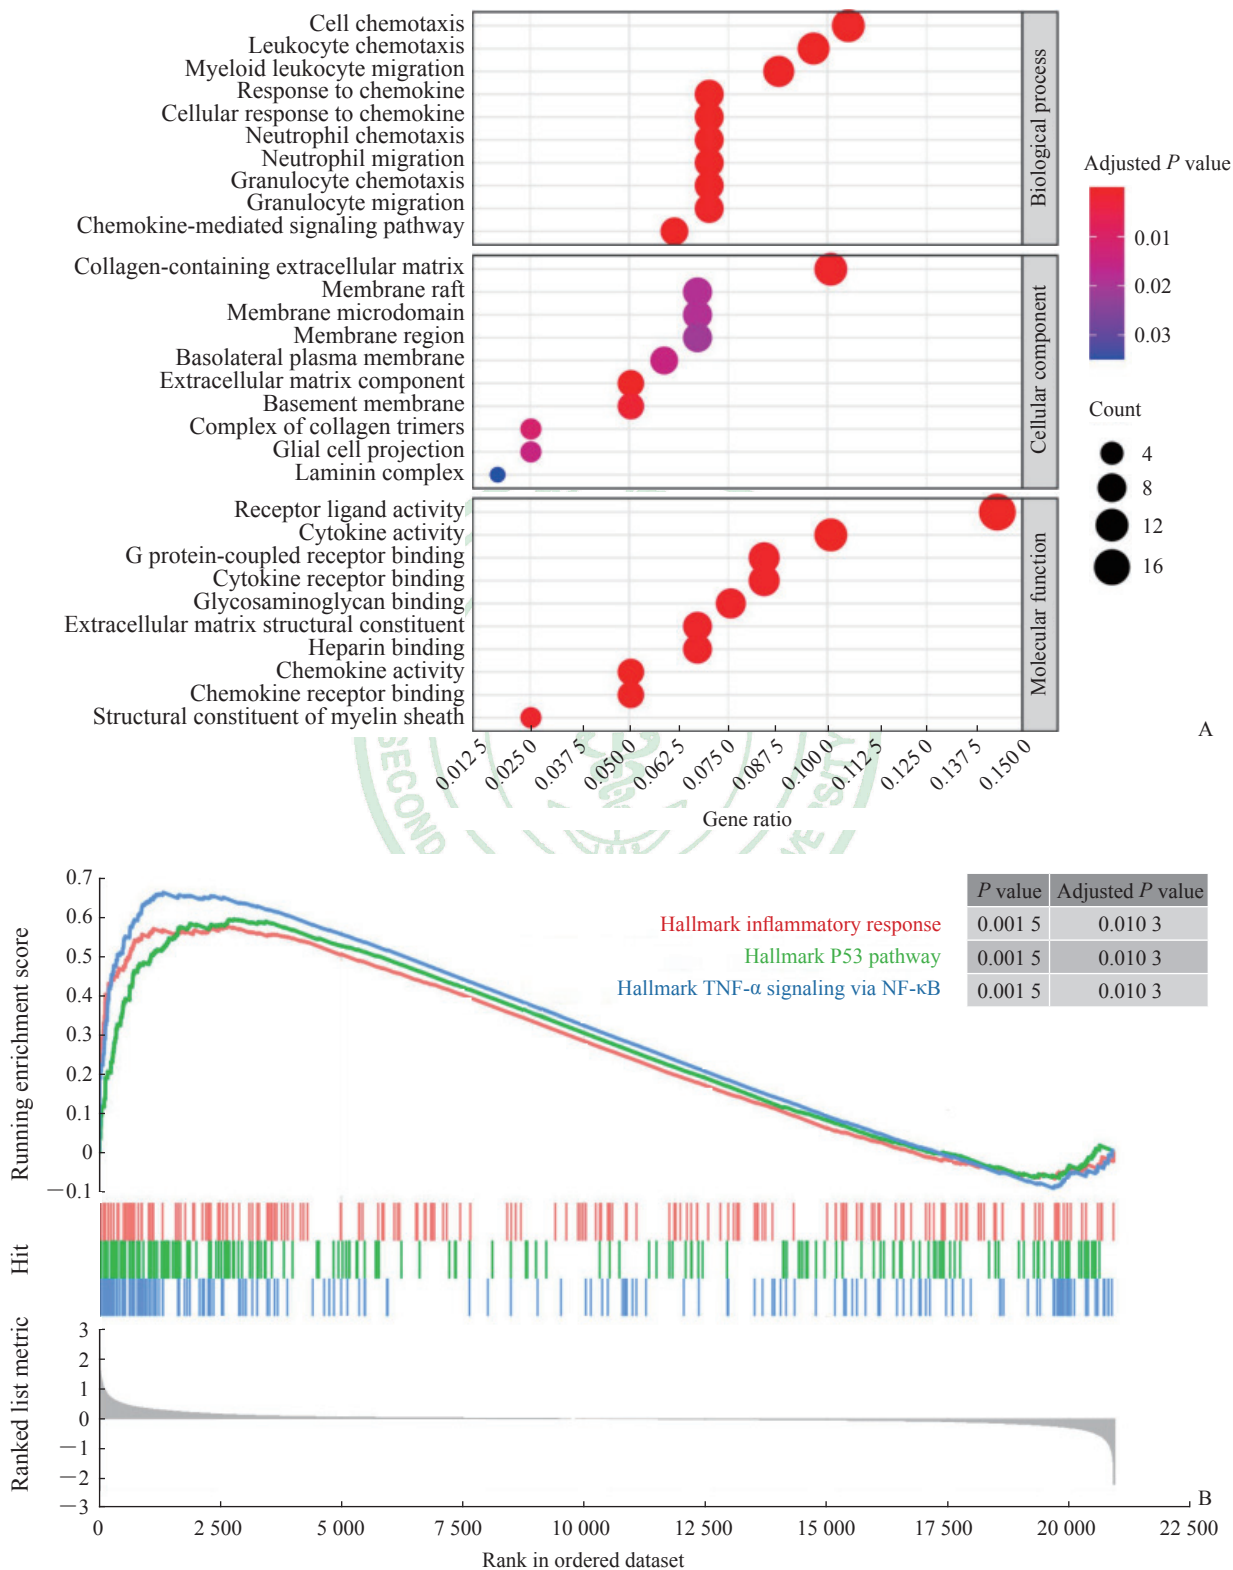 Cell chemotaxis
Leukocyte chemotaxis
Myeloid leukocyte migration
Response to chemokine
Cellular response to chemokine
Neutrophil chemotaxis
Neutrophil migration
Granulocyte chemotaxis
Granulocyte migration
Chemokine-mediated signaling pathway
Biological process
Collagen-containing extracellular matrix
Membrane raft
Membrane microdomain
Membrane region
Basolateral plasma membrane
Extracellular matrix component
Basement membrane
Complex of collagen trimers
Glial cell projection
Laminin complex
Cellular component
Receptor ligand activity
Cytokine activity
G protein-coupled receptor binding
Cytokine receptor binding
Glycosaminoglycan binding
Extracellular matrix structural constituent
Heparin binding
Chemokine activity
Chemokine receptor binding
Structural constituent of myelin sheath
Molecular function
0.012 5
0.025 0
0.037 5
0.050 0
0.062 5
0.075 0
0.087 5
0.100 0
0.112 5
0.125 0
0.137 5
0.150 0
Gene ratio
Adjusted P value
0.01
0.02
0.03
Count
4
8
12
16
A
SECOND
Running enrichment score
0.7
0.6
0.5
0.4
0.3
0.2
0.1
0
−0.1
Hallmark inflammatory response
Hallmark P53 pathway
Hallmark TNF-α signaling via NF-κB
P value Adjusted P value
0.001 5 0.010 3
0.001 5 0.010 3
0.001 5 0.010 3
Hit
Ranked list metric
3
2
1
0
−1
−2
−3
0 2 500 5 000 7 500 10 000 12 500 15 000 17 500 20 000 22 500
Rank in ordered dataset
B